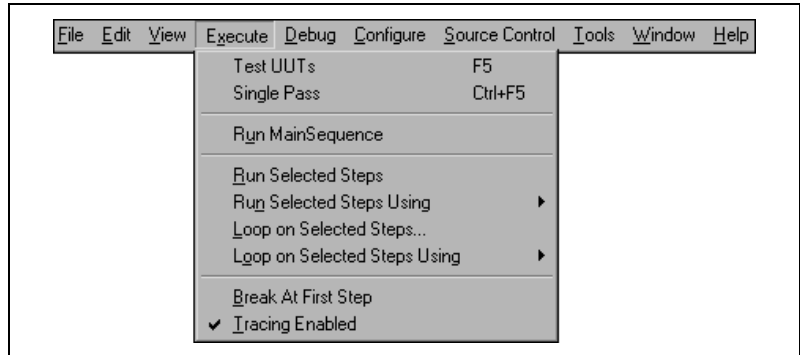 File Edit View Execute Debug Configure Source Control Tools Window Help
Test UUTs F5
Single Pass Ctrl+F5
Run MainSequence
Run Selected Steps
Run Selected Steps Using
Loop on Selected Steps...
Loop on Selected Steps Using
Break At First Step
Tracing Enabled